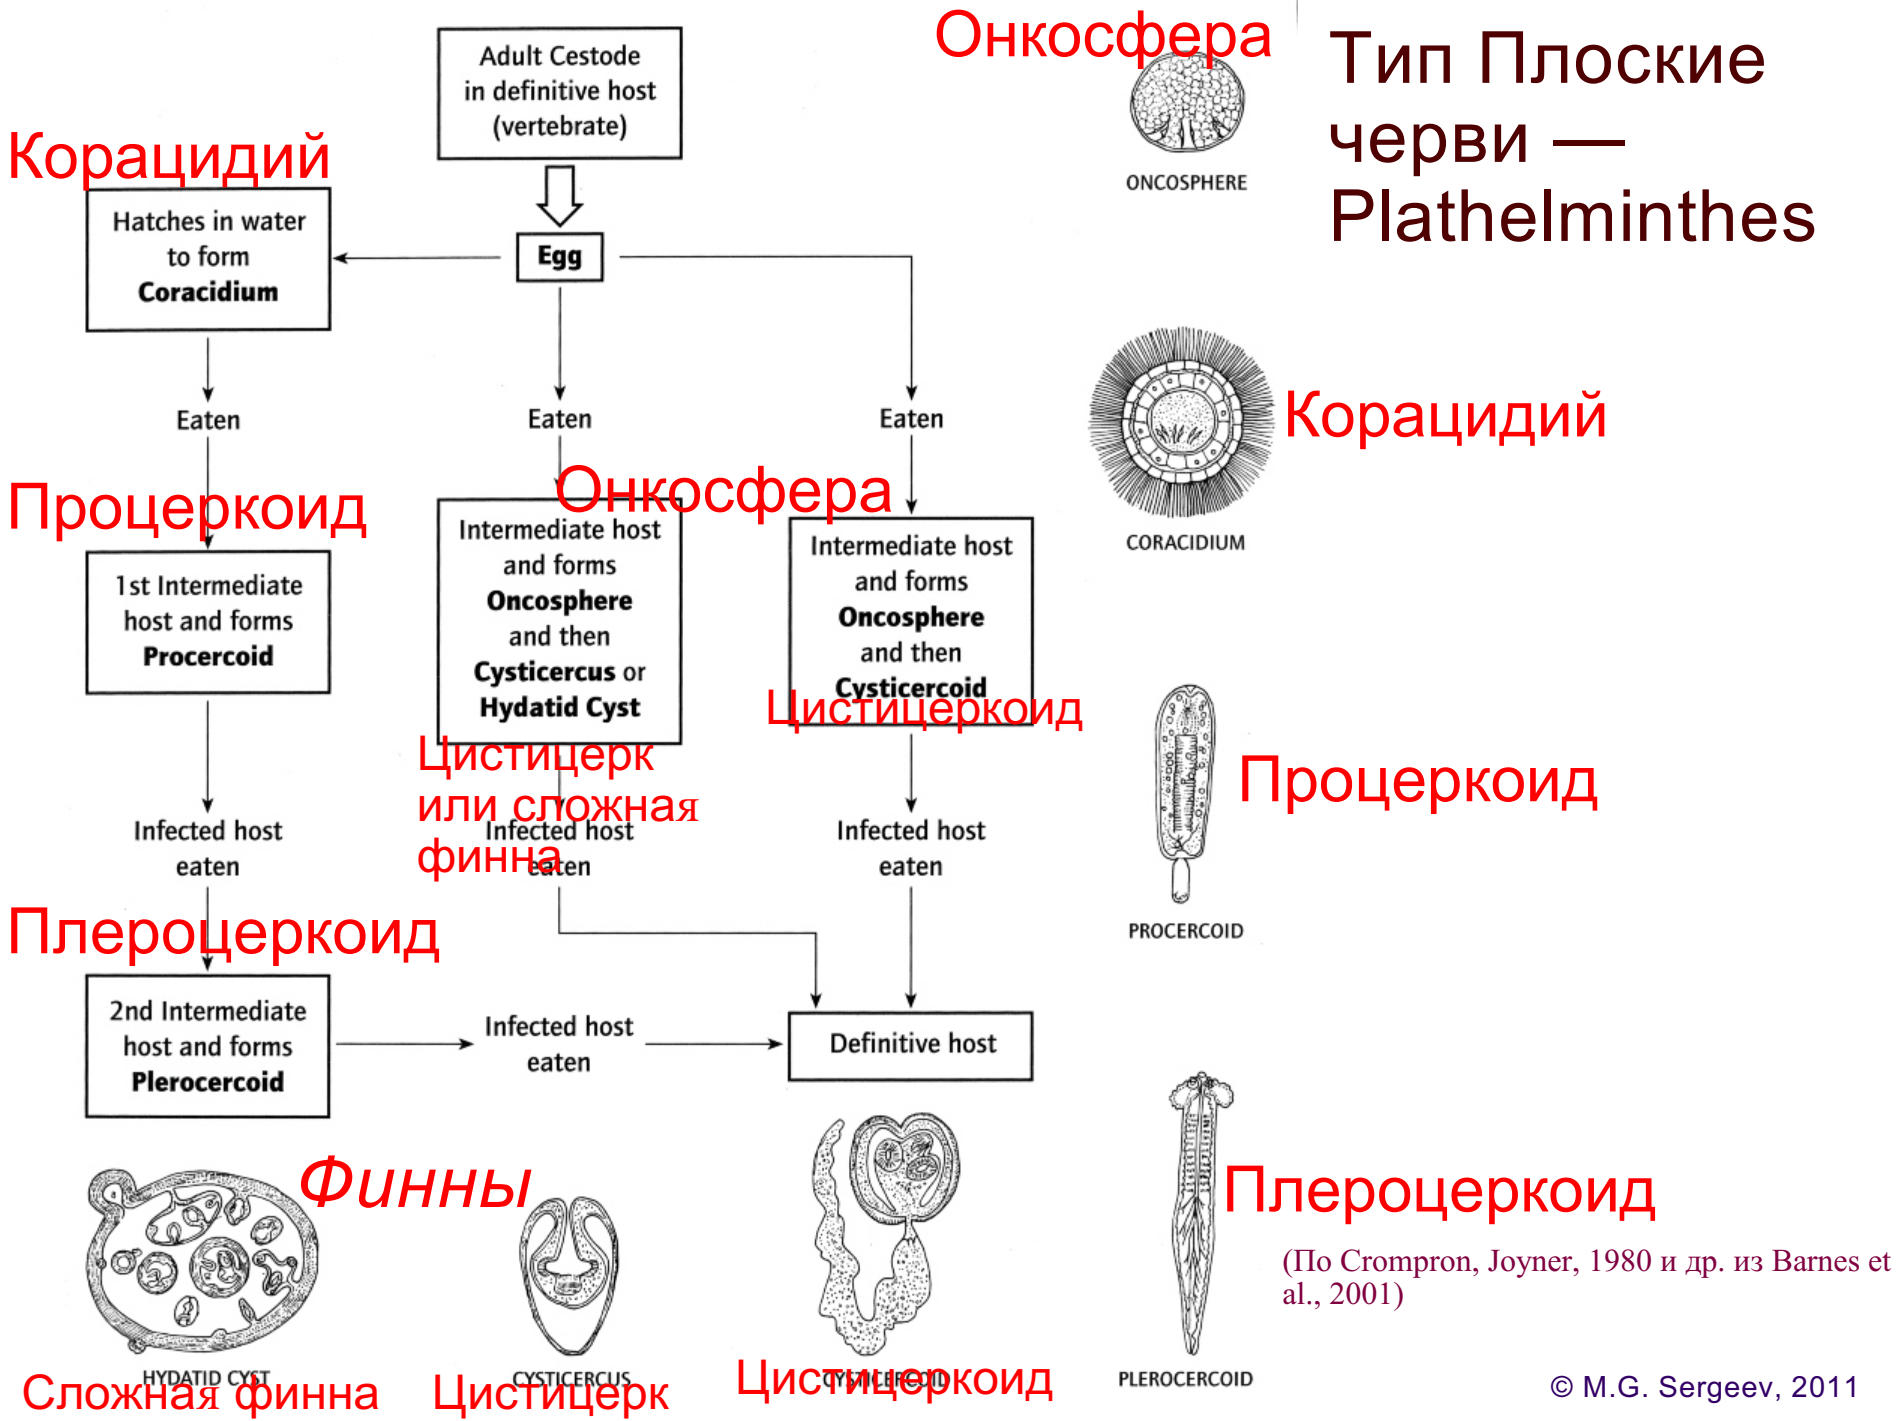 Онкосфера
Тип Плоские
черви —
Plathelminthes
Adult Cestode
in definitive host
(vertebrate)
ONCOSPHERE
Корацидий
Hatches in water
to form
Coracidium
Egg
Eaten
Eaten
Eaten
Корацидий
CORACIDIUM
Процеркоид
1st Intermediate
host and forms
Procercoid
Онкосфера
Intermediate host
and forms
Oncosphere
and then
Cysticercus or
Hydatid Cyst
Цистицерк
или сложная
финна
Intermediate host
and forms
Oncosphere
and then
Cysticercoid
Цистицеркоид
Процеркоид
PROCERCOID
Infected host
eaten
Infected host
eaten
Infected host
eaten
Плероцеркоид
2nd Intermediate
host and forms
Plerocercoid
Infected host
eaten
Definitive host
Финны
Плероцеркоид
(По Crompron, Joyner, 1980 и др. из Barnes et
al., 2001)
HYDATID CYST
Сложная финна
CYSTICERCUS
Цистицерк
CYSTICERCOID
Цистицеркоид
PLEROCERCOID
© M.G. Sergeev, 2011